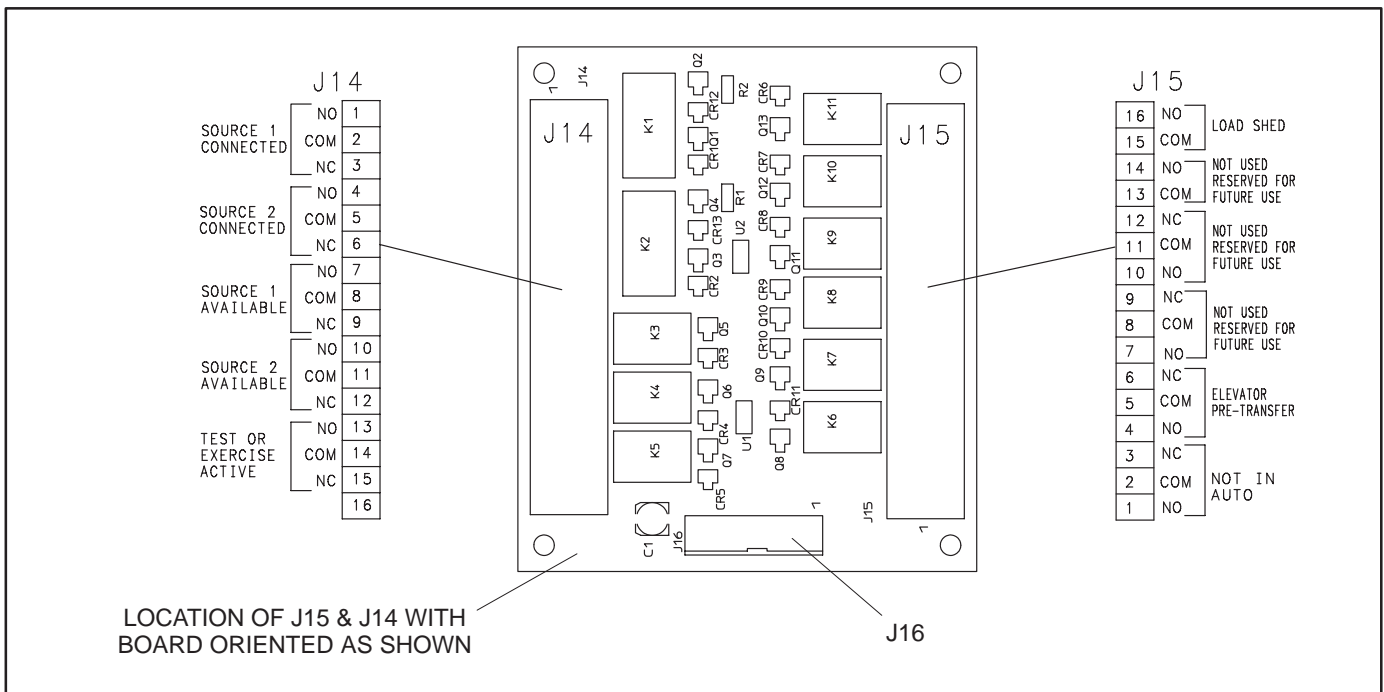 J14
SOURCE 1
CONNECTED
NO 1
COM 2
NC 3
SOURCE 2
CONNECTED
NO 4
COM 5
NC 6
SOURCE 1
AVAILABLE
NO 7
COM 8
NC 9
SOURCE 2
AVAILABLE
NO 10
COM 11
NC 12
TEST OR
EXERCISE
ACTIVE
NO 13
COM 14
NC 15
16
J14
1
J14
K1
K2
K3
K4
K5
Q2
CR12
R2
Q1
CR1
Q4
R1
CR13
U2
Q3
CR2
Q5
CR3
Q6
CR4
U1
Q7
CR5
C1
J16
1
CR6
Q13
CR7
Q12
CR8
Q11
CR9
Q10
CR10
Q9
CR11
Q8
K11
K10
K9
K8
K7
K6
J15
J15
1
J15
16 NO
15 COM
LOAD SHED
14 NO
13 COM
NOT USED
RESERVED FOR
FUTURE USE
12 NC
11 COM
10 NO
NOT USED
RESERVED FOR
FUTURE USE
9 NC
8 COM
7 NO
NOT USED
RESERVED FOR
FUTURE USE
6 NC
5 COM
4 NO
ELEVATOR
PRE-TRANSFER
3 NC
2 COM
1 NO
NOT IN
AUTO
LOCATION OF J15 & J14 WITH
BOARD ORIENTED AS SHOWN
J16